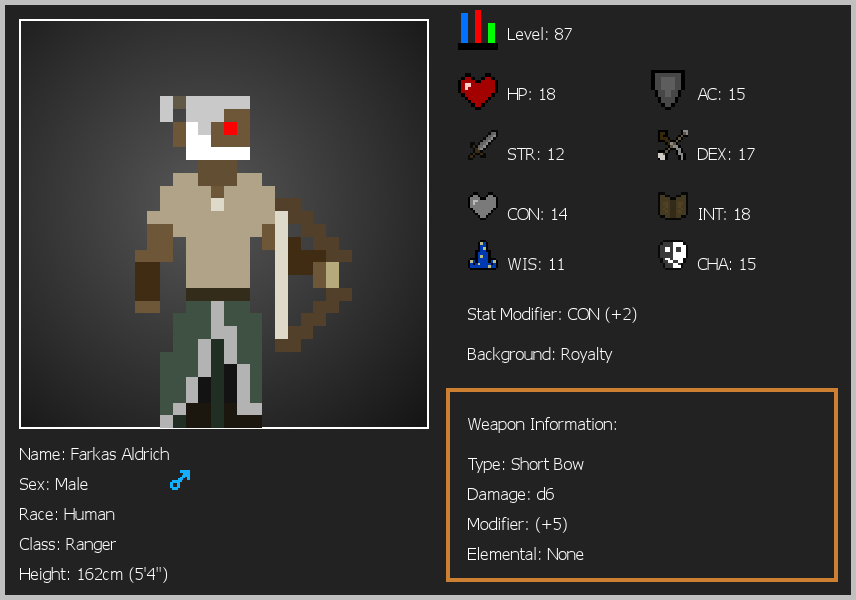 Level: 87
HP: 18
AC: 15
STR: 12
DEX: 17
CON: 14
INT: 18
WIS: 11
CHA: 15
Stat Modifier: CON (+2)
Background: Royalty
Weapon Information:
Type: Short Bow
Damage: d6
Modifier: (+5)
Elemental: None
Name: Farkas Aldrich
Sex: Male
Race: Human
Class: Ranger
Height: 162cm (5'4")